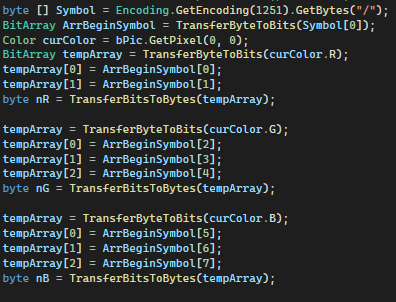 byte [] Symbol = Encoding.GetEncoding(1251).GetBytes("/");
BitArray ArrBeginSymbol = TransferByteToBits(Symbol[0]);
Color curColor = bPic.GetPixel(0, 0);
BitArray tempArray = TransferByteToBits(curColor.R);
tempArray[0] = ArrBeginSymbol[0];
tempArray[1] = ArrBeginSymbol[1];
byte nR = TransferBitsToBytes(tempArray);
tempArray = TransferByteToBits(curColor.G);
tempArray[0] = ArrBeginSymbol[2];
tempArray[1] = ArrBeginSymbol[3];
tempArray[2] = ArrBeginSymbol[4];
byte nG = TransferBitsToBytes(tempArray);
tempArray = TransferByteToBits(curColor.B);
tempArray[0] = ArrBeginSymbol[5];
tempArray[1] = ArrBeginSymbol[6];
tempArray[2] = ArrBeginSymbol[7];
byte nB = TransferBitsToBytes(tempArray);